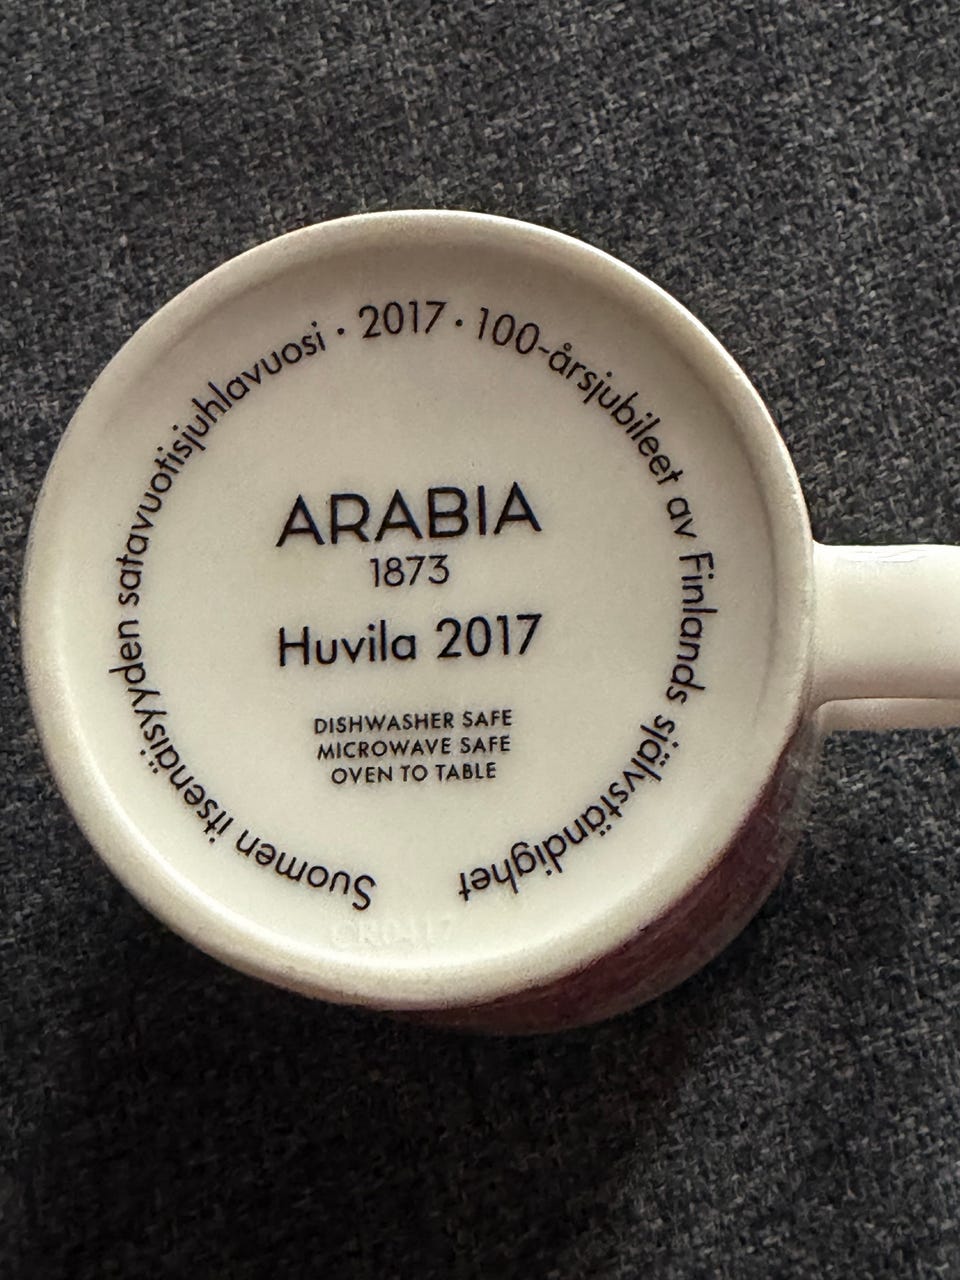 Suomen itsenäisyyden satavuotisjuhlavuosi · 2017 · 100-årsjubileet av Finlands självständighet
ARABIA
1873
Huvila 2017
DISHWASHER SAFE
MICROWAVE SAFE
OVEN TO TABLE